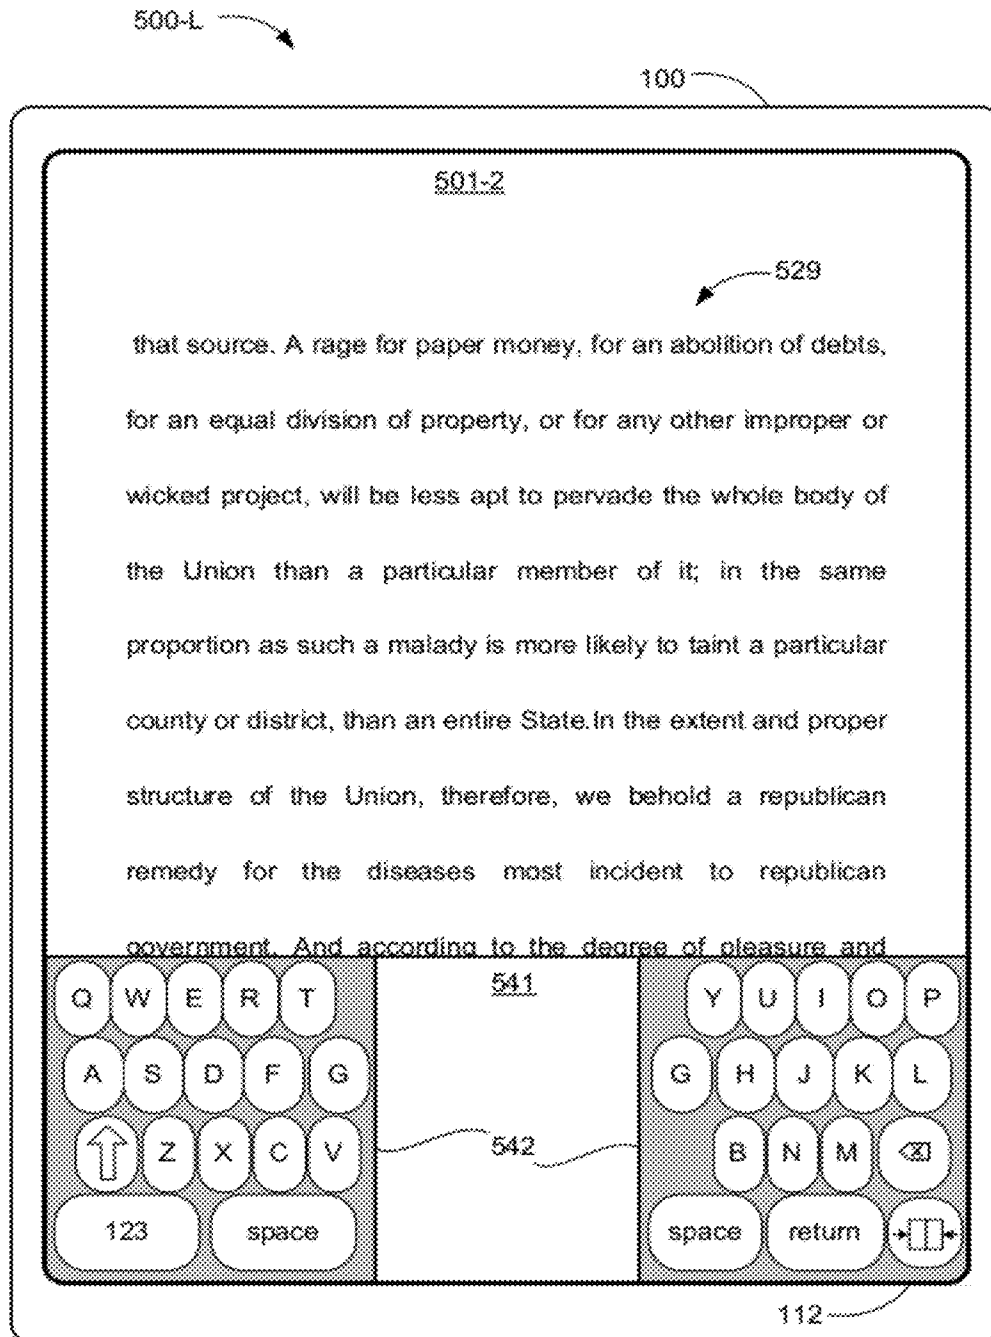 500-L
100
501-2
529
that source. A rage for paper money, for an abolition of debts,
for an equal division of property, or for any other improper or
wicked project, will be less apt to pervade the whole body of
the Union than a particular member of it; in the same
proportion as such a malady is more likely to taint a particular
county or district, than an entire State.In the extent and proper
structure of the Union, therefore, we behold a republican
remedy for the diseases most incident to republican
government. And according to the degree of pleasure and
Q W E R T 541 Y U I O P
A S D F G G H J K L
Z X C V 542 B N M
123 space space return
112